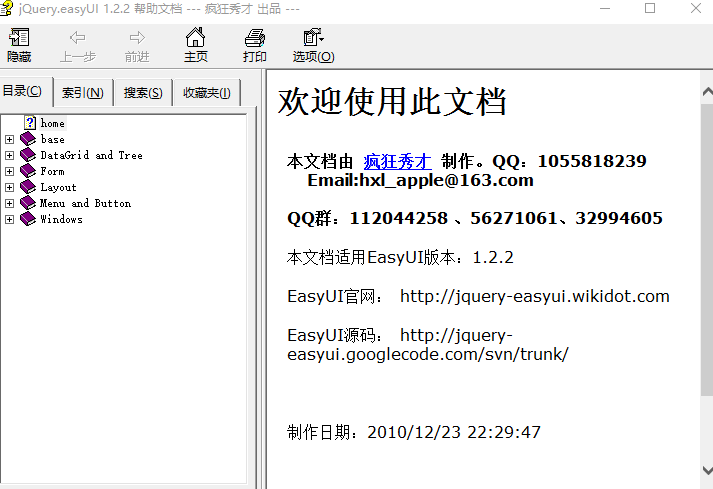 jQuery.easyUI 1.2.2 帮助文档 --- 疯狂秀才 出品 ---
隐藏 上一步 前进 主页 打印 选项(O)
目录(C) 索引(N) 搜索(S) 收藏夹(I)
home
base
DataGrid and Tree
Form
Layout
Menu and Button
Windows
欢迎使用此文档
本文档由 疯狂秀才 制作。QQ：1055818239
Email:hxl_apple@163.com
QQ群：112044258 、56271061、32994605
本文档适用EasyUI版本：1.2.2
EasyUI官网： http://jquery-easyui.wikidot.com
EasyUI源码： http://jquery-
easyui.googlecode.com/svn/trunk/
制作日期：2010/12/23 22:29:47